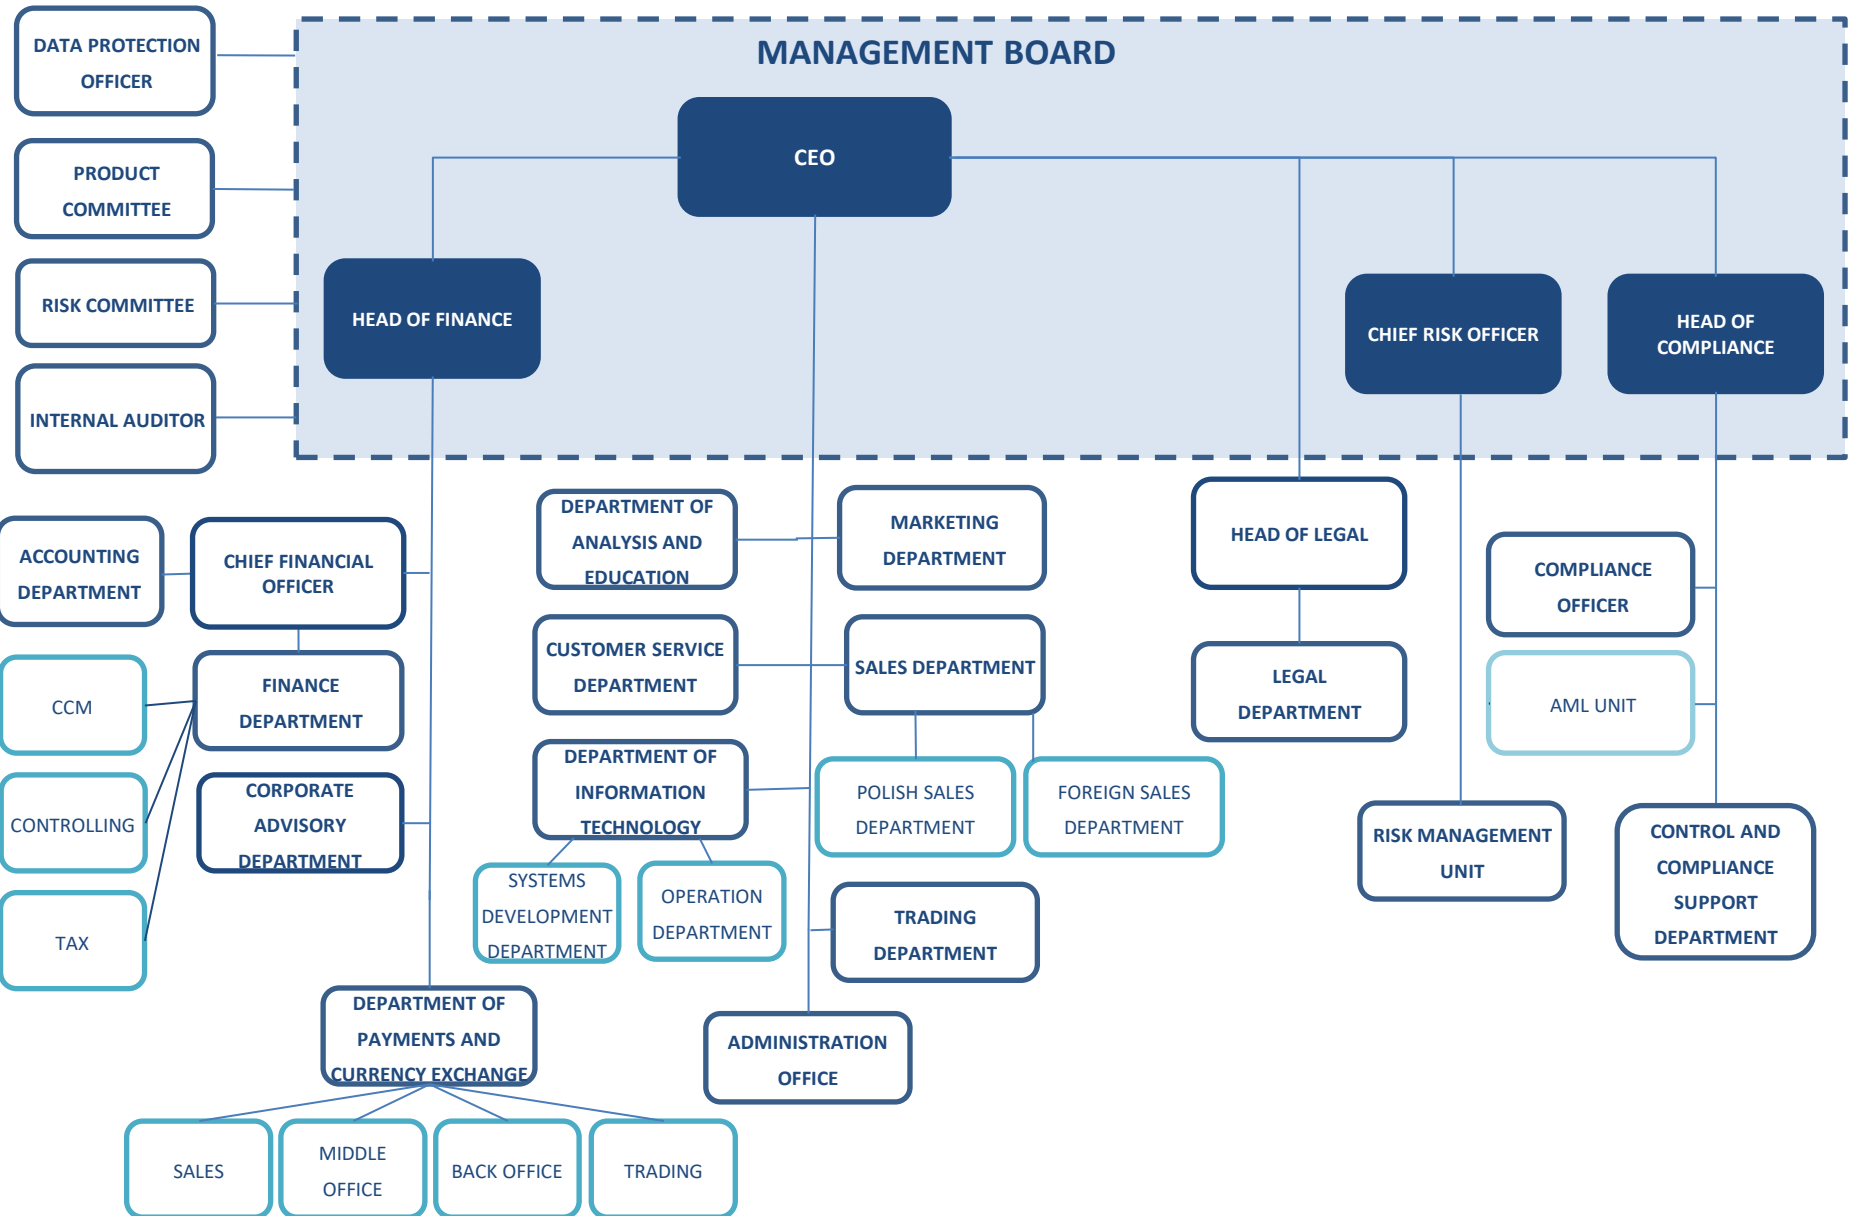 DATA PROTECTION
OFFICER
MANAGEMENT BOARD
CEO
PRODUCT
COMMITTEE
RISK COMMITTEE
INTERNAL AUDITOR
HEAD OF FINANCE
CHIEF RISK OFFICER
HEAD OF
COMPLIANCE
ACCOUNTING
DEPARTMENT
CHIEF FINANCIAL
OFFICER
DEPARTMENT OF
ANALYSIS AND
EDUCATION
MARKETING
DEPARTMENT
HEAD OF LEGAL
COMPLIANCE
OFFICER
CCM
FINANCE
DEPARTMENT
CUSTOMER SERVICE
DEPARTMENT
SALES DEPARTMENT
LEGAL
DEPARTMENT
AML UNIT
CONTROLLING
CORPORATE
ADVISORY
DEPARTMENT
DEPARTMENT OF
INFORMATION
TECHNOLOGY
POLISH SALES
DEPARTMENT
FOREIGN SALES
DEPARTMENT
RISK MANAGEMENT
UNIT
CONTROL AND
COMPLIANCE
SUPPORT
DEPARTMENT
TAX
SYSTEMS
DEVELOPMENT
DEPARTMENT
OPERATION
DEPARTMENT
TRADING
DEPARTMENT
DEPARTMENT OF
PAYMENTS AND
CURRENCY EXCHANGE
ADMINISTRATION
OFFICE
SALES
MIDDLE
OFFICE
BACK OFFICE
TRADING